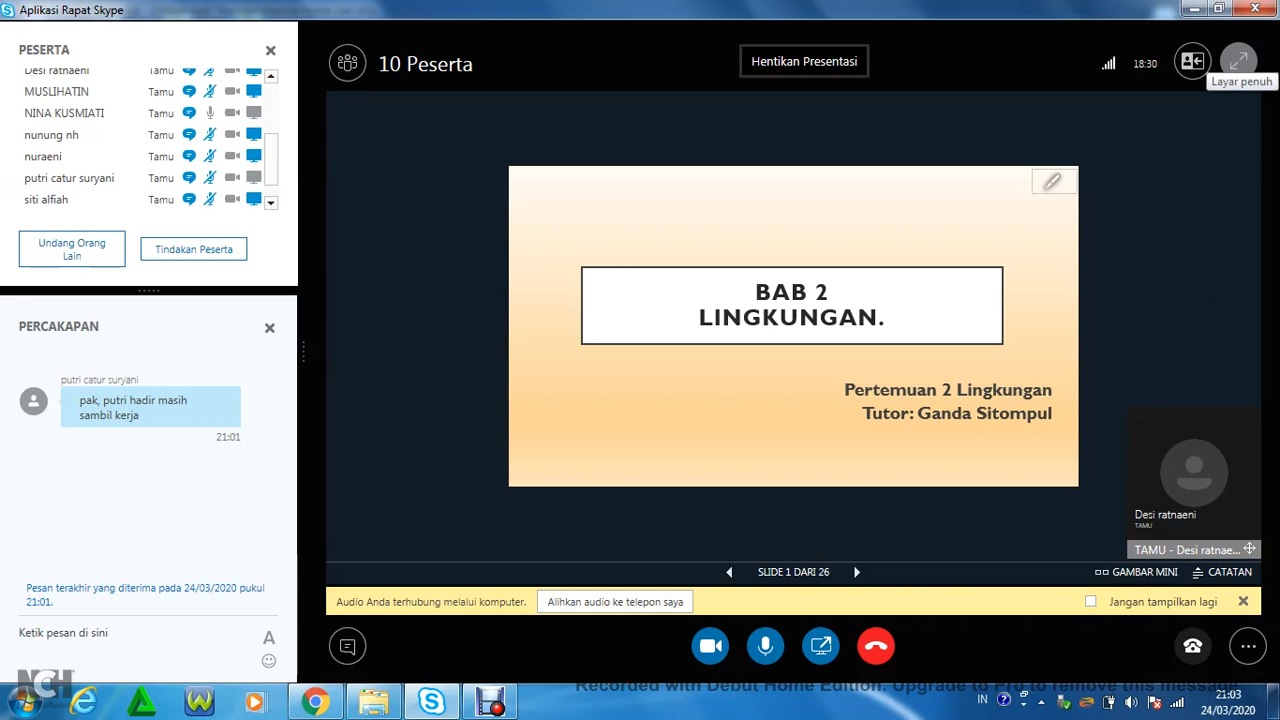 Aplikasi Rapat Skype
PESERTA
Desi ratnaeni Tamu
MUSLIHATIN Tamu
NINA KUSMIATI Tamu
nunung nh Tamu
nuraeni Tamu
putri catur suryani Tamu
siti alfiah Tamu
Undang Orang
Lain
Tindakan Peserta
PERCAKAPAN
putri catur suryani
pak, putri hadir masih
sambil kerja
21:01
Pesan terakhir yang diterima pada 24/03/2020 pukul
21:01.
Ketik pesan di sini
A
10 Peserta
Hentikan Presentasi
18:30
Layar penuh
BAB 2
LINGKUNGAN.
Pertemuan 2 Lingkungan
Tutor: Ganda Sitompul
Desi ratnaeni
TAMU
TAMU - Desi ratnae...
SLIDE 1 DARI 26
GAMBAR MINI
CATATAN
Audio Anda terhubung melalui komputer.
Alihkan audio ke telepon saya
Jangan tampilkan lagi
NCH
Software
Recorded with Debut Home Edition. Upgrade to Pro to remove this message
IN
21:03
24/03/2020